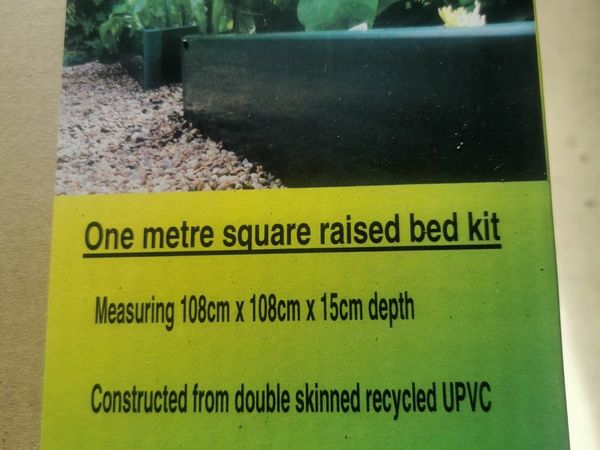 One metre square raised bed kit
Measuring 108cm x 108cm x 15cm depth
Constructed from double skinned recycled UPVC